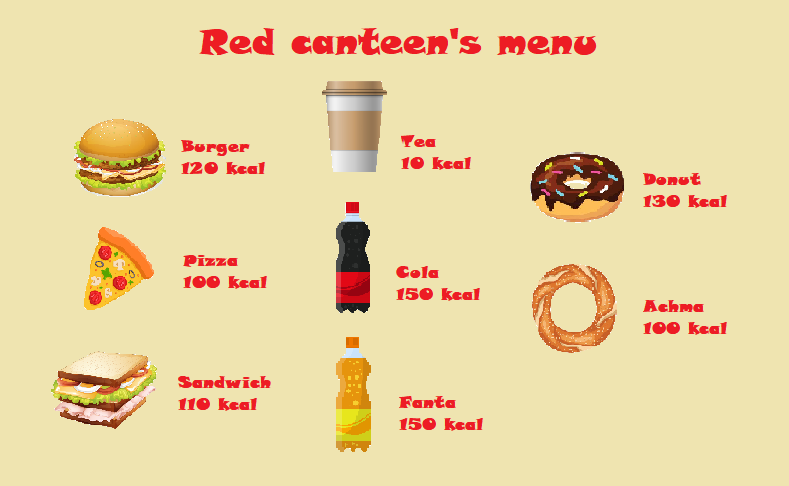 Red canteen's menu
Burger
120 kcal
Pizza
100 kcal
Sandwich
110 kcal
Tea
10 kcal
Cola
150 kcal
Fanta
150 kcal
Donut
130 kcal
Achma
100 kcal